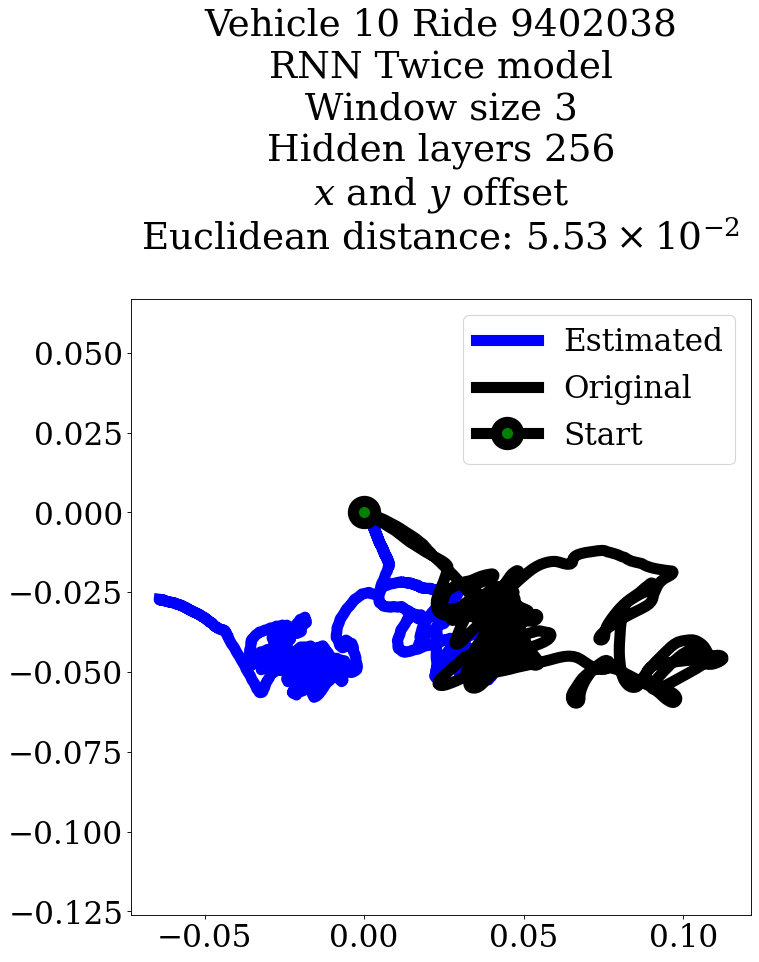 Vehicle 10 Ride 9402038
RNN Twice model
Window size 3
Hidden layers 256
x and y offset
Euclidean distance: 5.53 × 10⁻²
Estimated
Original
Start
0.050
0.025
0.000
−0.025
−0.050
−0.075
−0.100
−0.125
−0.05 0.00 0.05 0.10